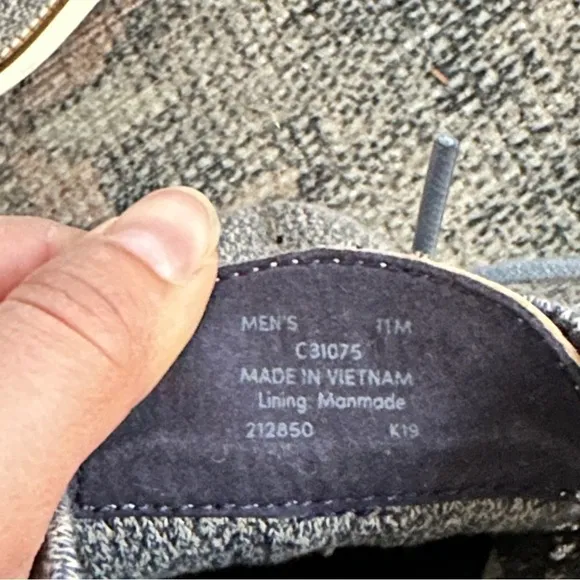 MEN'S 11M
C31075
MADE IN VIETNAM
Lining: Manmade
212850 K19